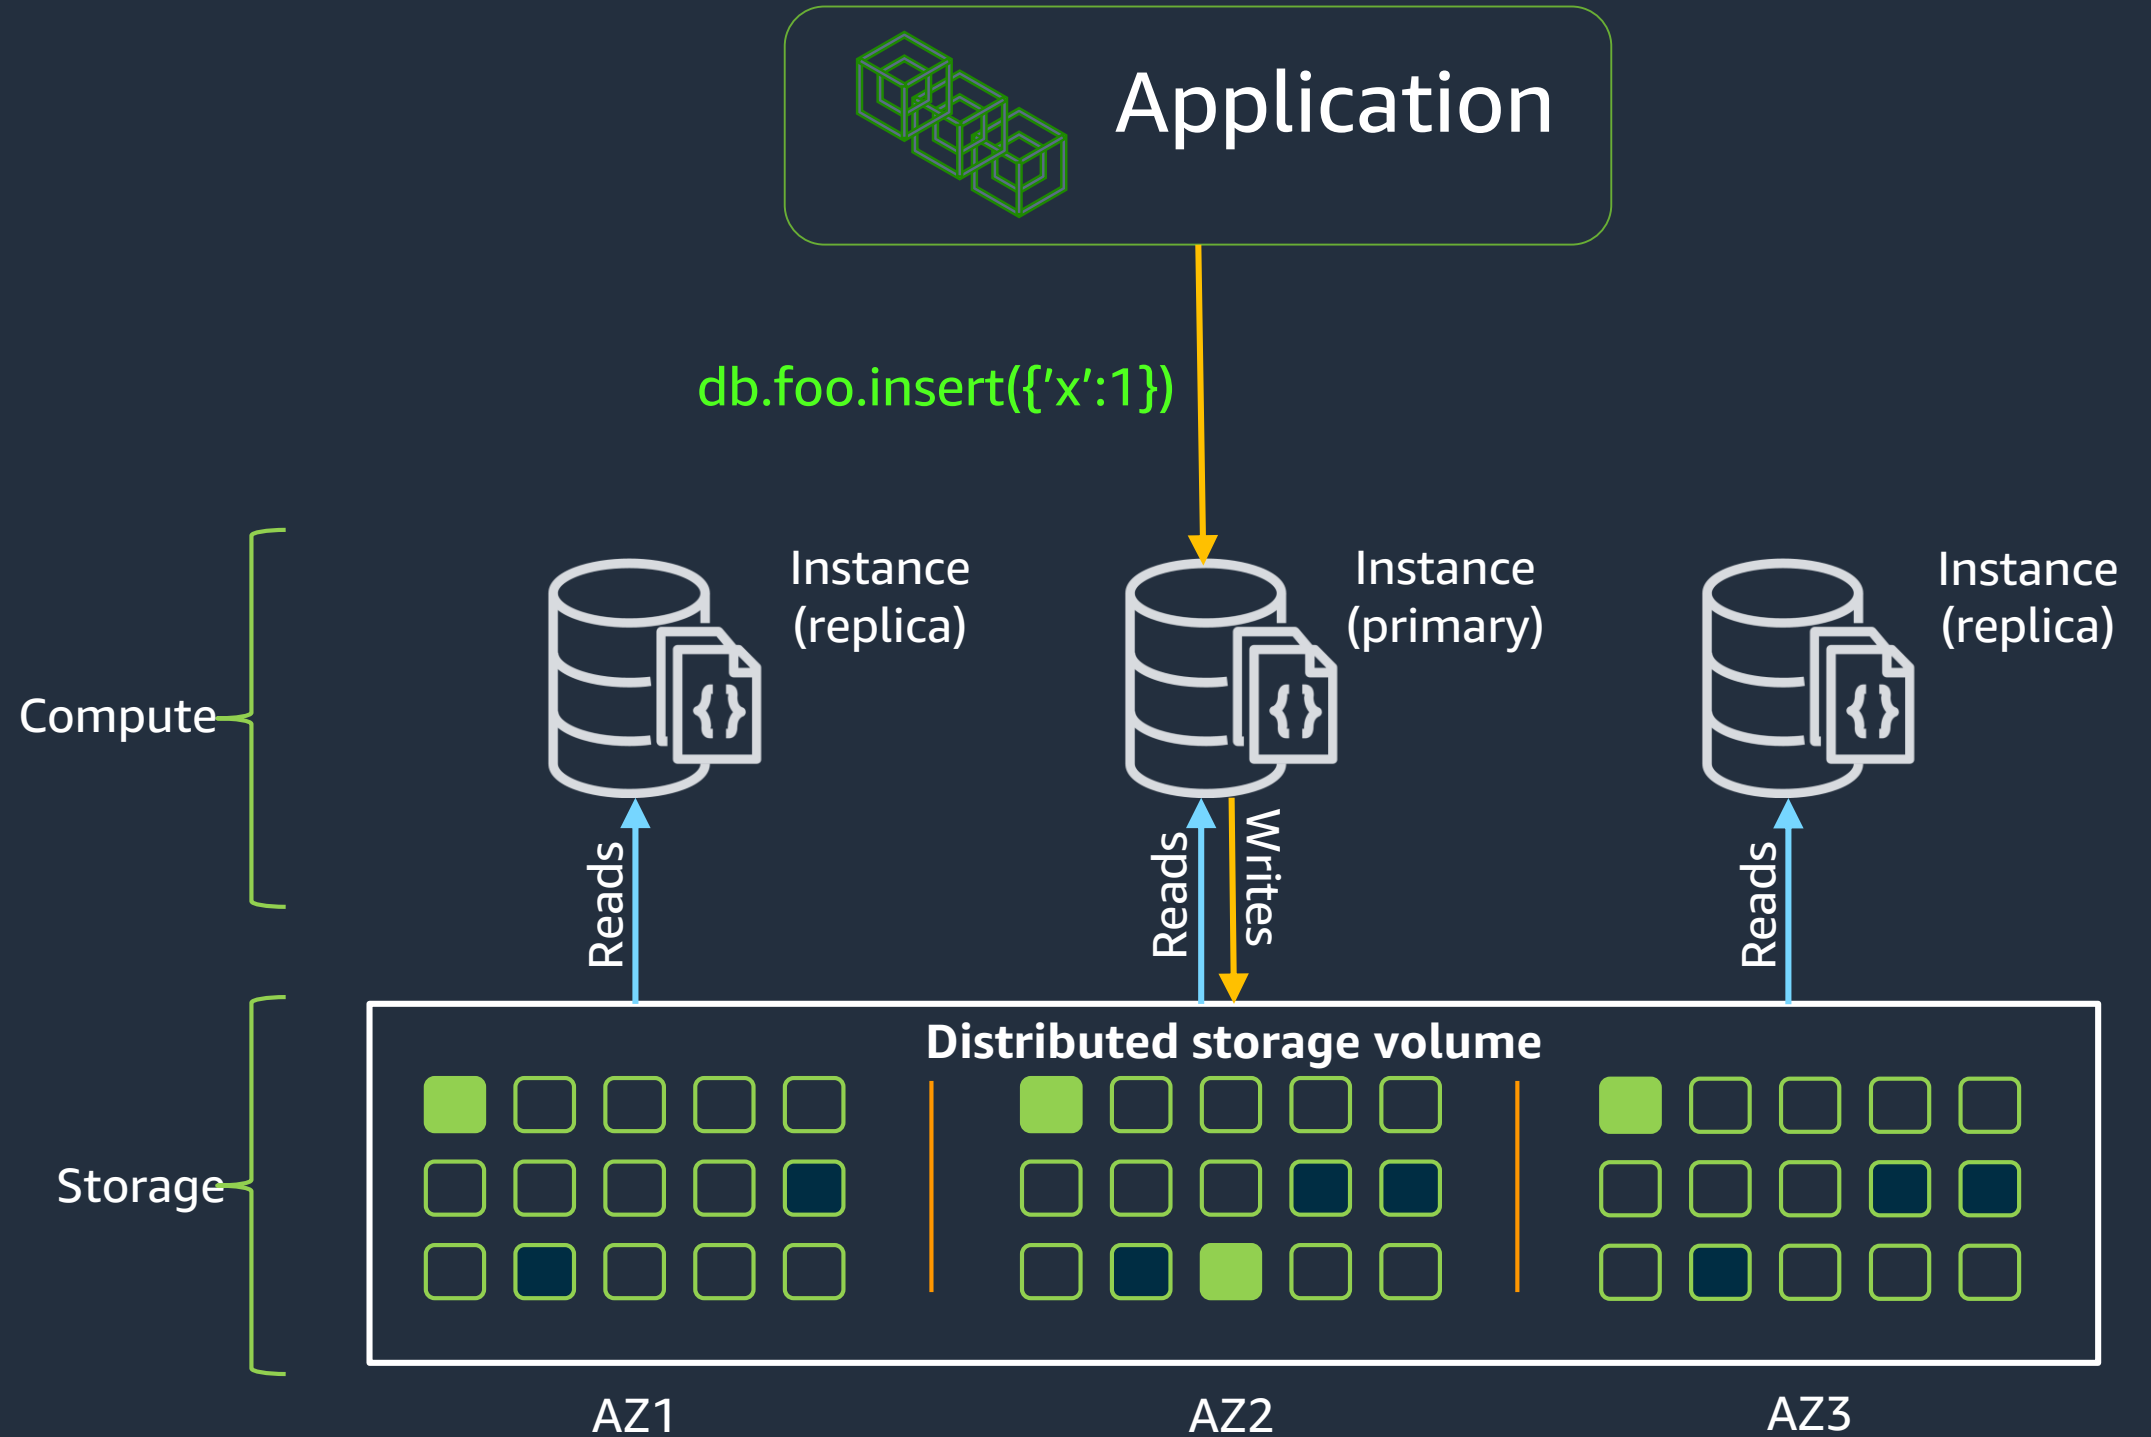 Application
db.foo.insert({‘x’:1})
Instance
(replica)
Instance
(primary)
Instance
(replica)
Compute
Reads
Reads
Writes
Reads
Distributed storage volume
Storage
AZ1
AZ2
AZ3